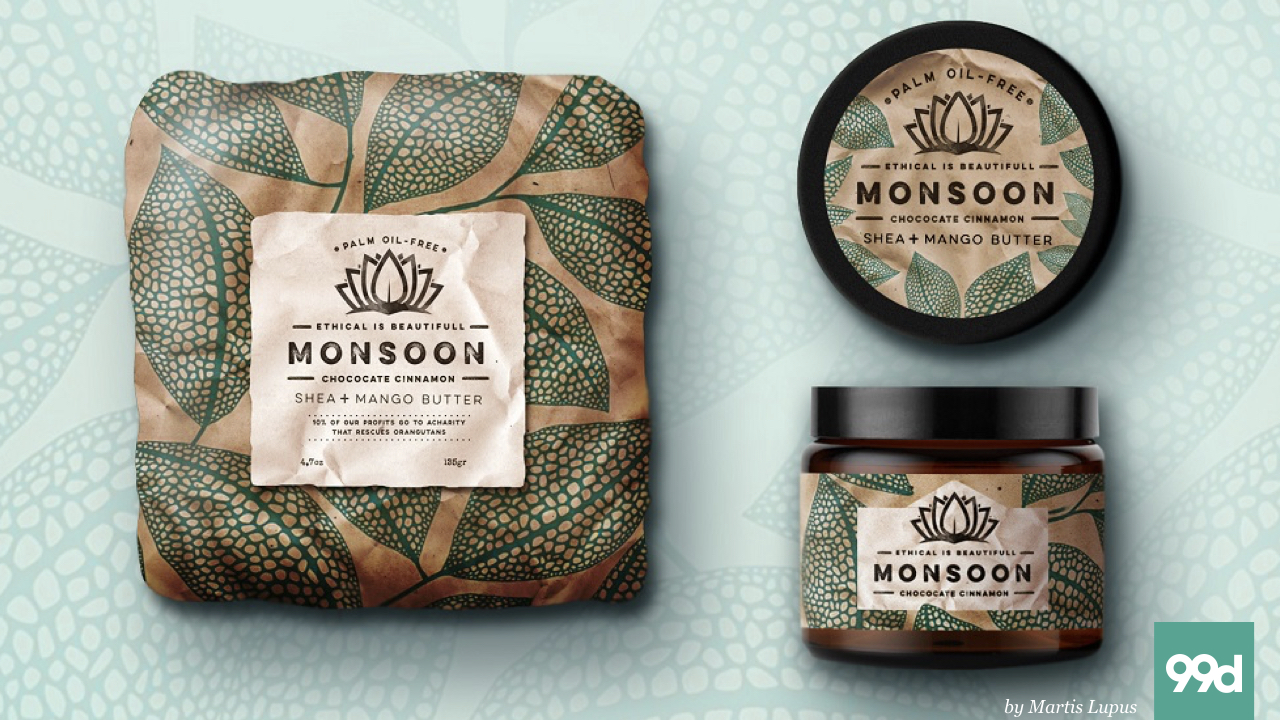 •PALM OIL-FREE•
ETHICAL IS BEAUTIFULL
MONSOON
CHOCOCATE CINNAMON
SHEA+MANGO BUTTER
10% OF OUR PROFITS GO TO ACHARITY
THAT RESCUES ORANGUTANS
4,7oz 135gr
•PALM OIL-FREE•
ETHICAL IS BEAUTIFULL
MONSOON
CHOCOCATE CINNAMON
SHEA+MANGO BUTTER
ETHICAL IS BEAUTIFULL
MONSOON
CHOCOCATE CINNAMON
99d
by Martis Lupus